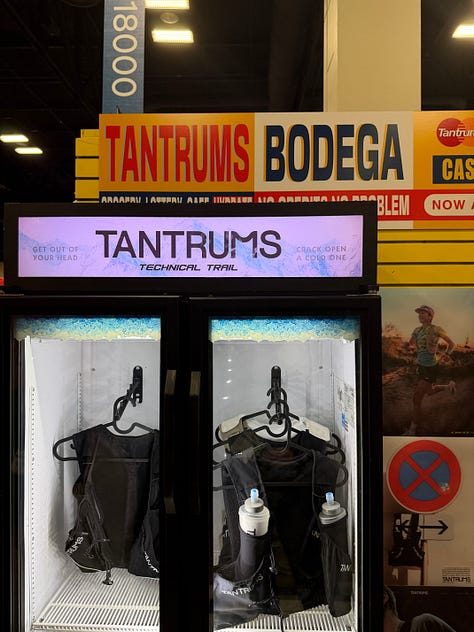 18000
TANTRUMS BODEGA
Tantrum
CAS
GROCERY LOTTERY CAFE HYDRATE NO CREDITS NO PROBLEM
NOW A
GET OUT OF
YOUR HEAD
TANTRUMS
TECHNICAL TRAIL
CRACK OPEN
A COLD ONE
TANTRUMS